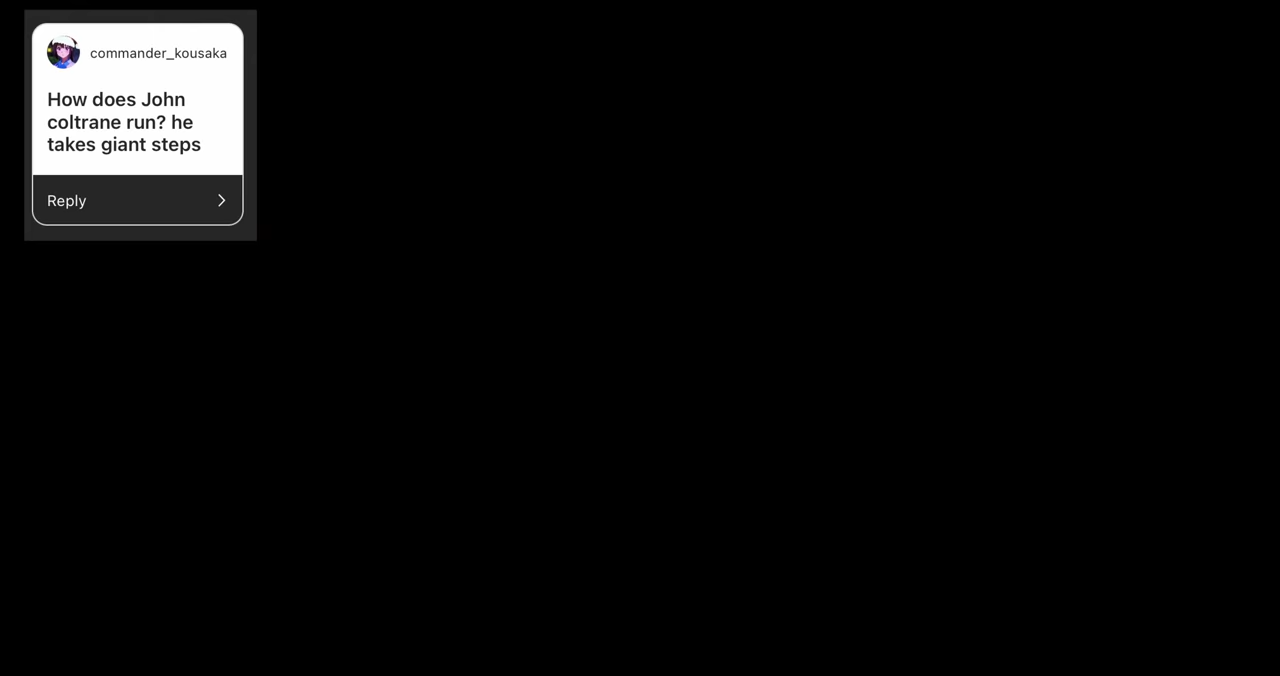 commander_kousaka
How does John
coltrane run? he
takes giant steps
Reply